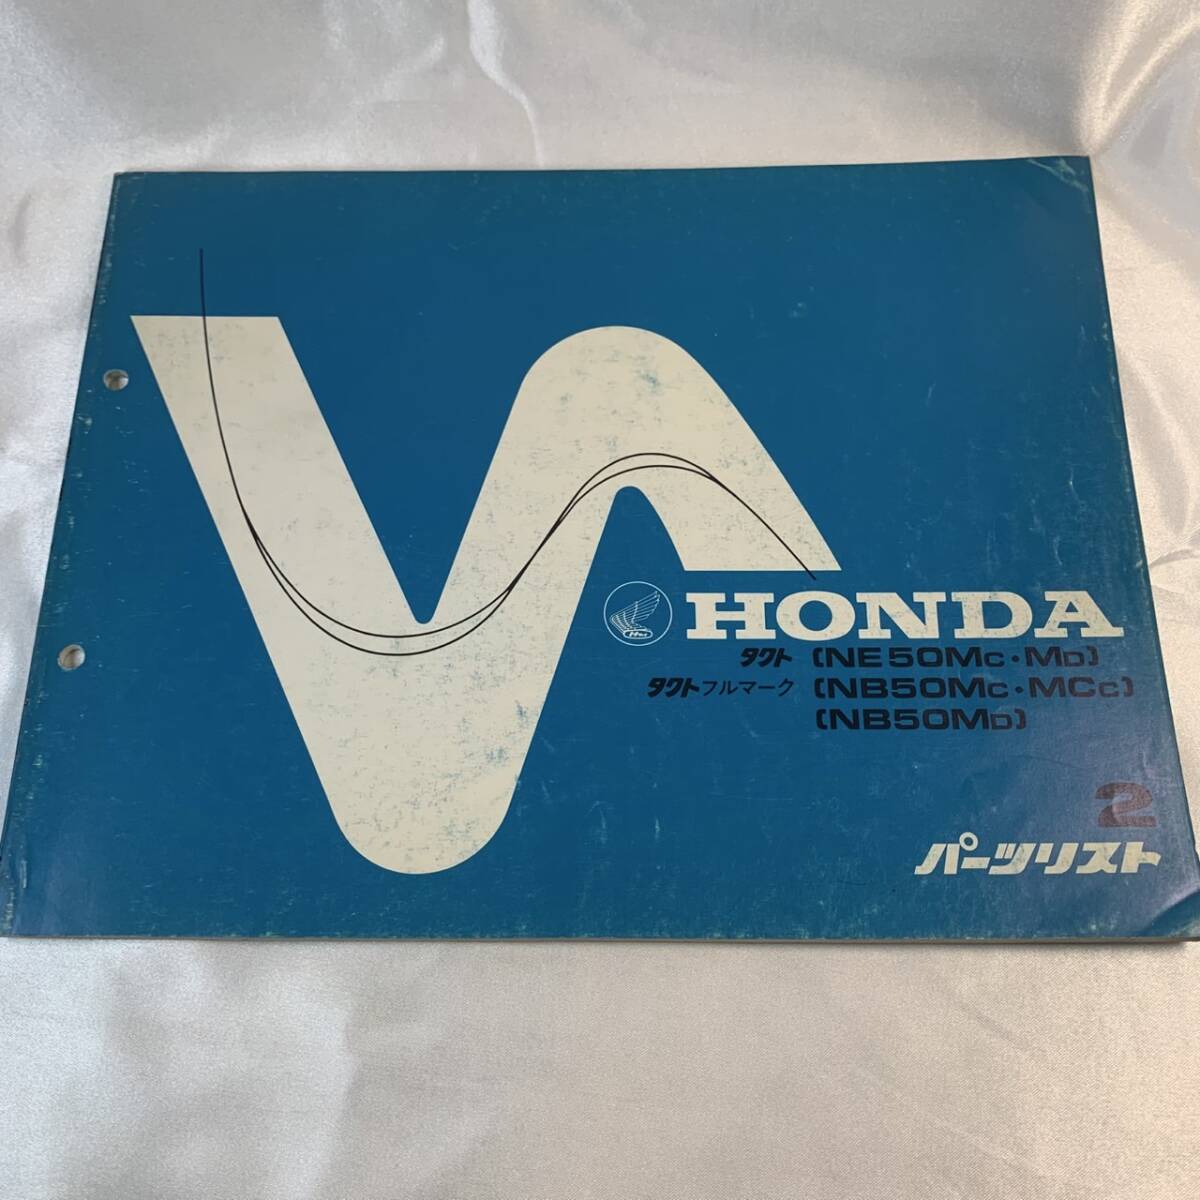 HONDA
タクト (NE50MC・MD)
タクトフルマーク (NB50MC・MCC)
(NB50MD)
2
パーツリスト